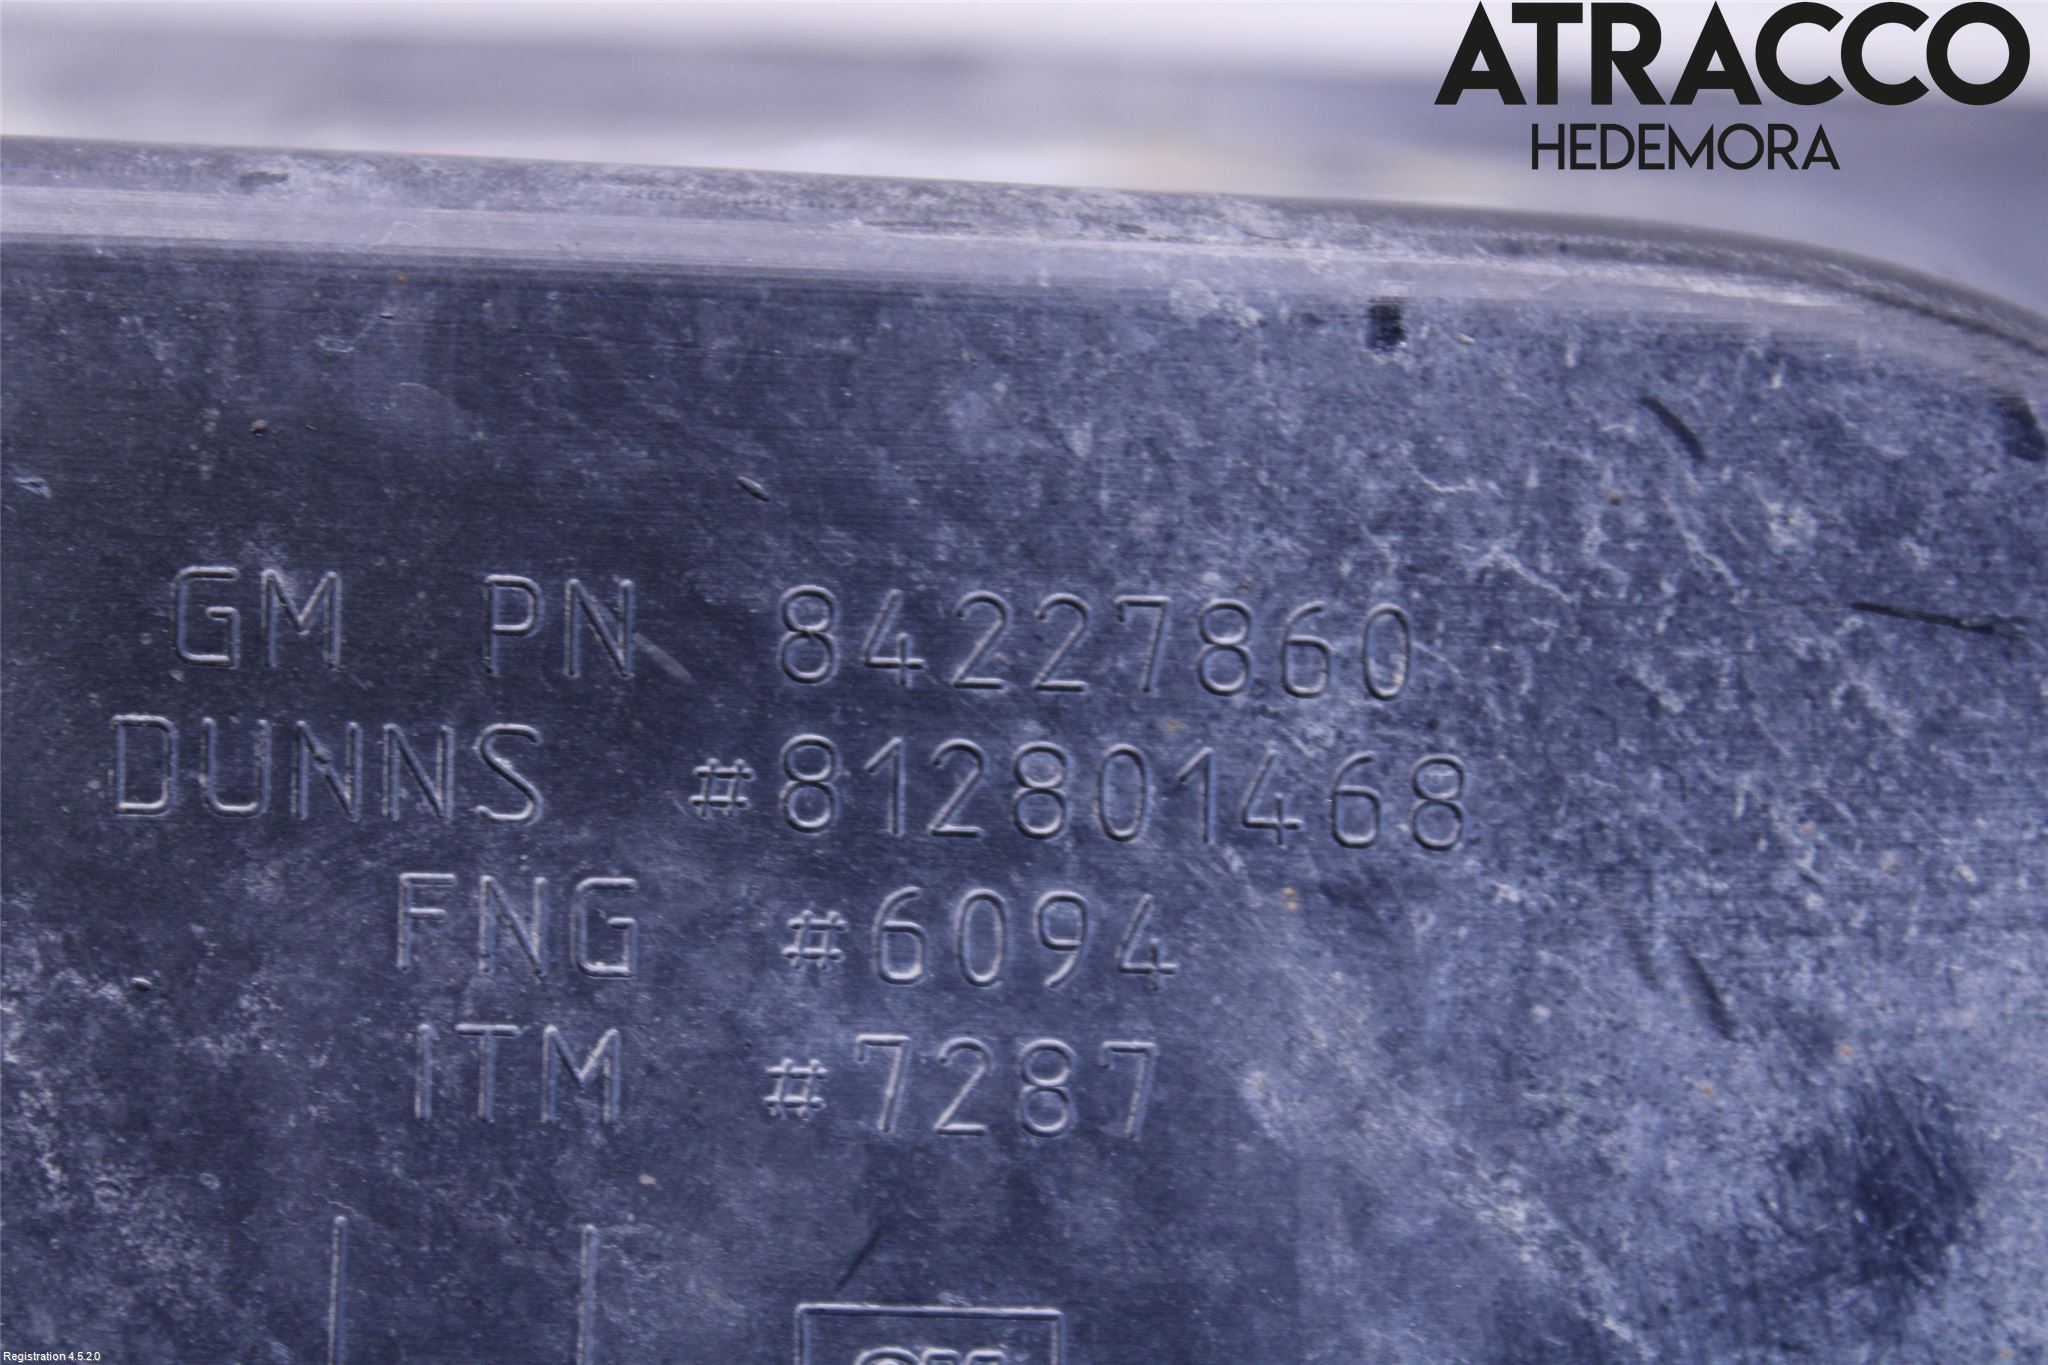 ATRACCO
HEDEMORA
GM PN 84227860
DUNNS #812801468
FNG #6094
ITM #7287
Registration 4.5.2.0